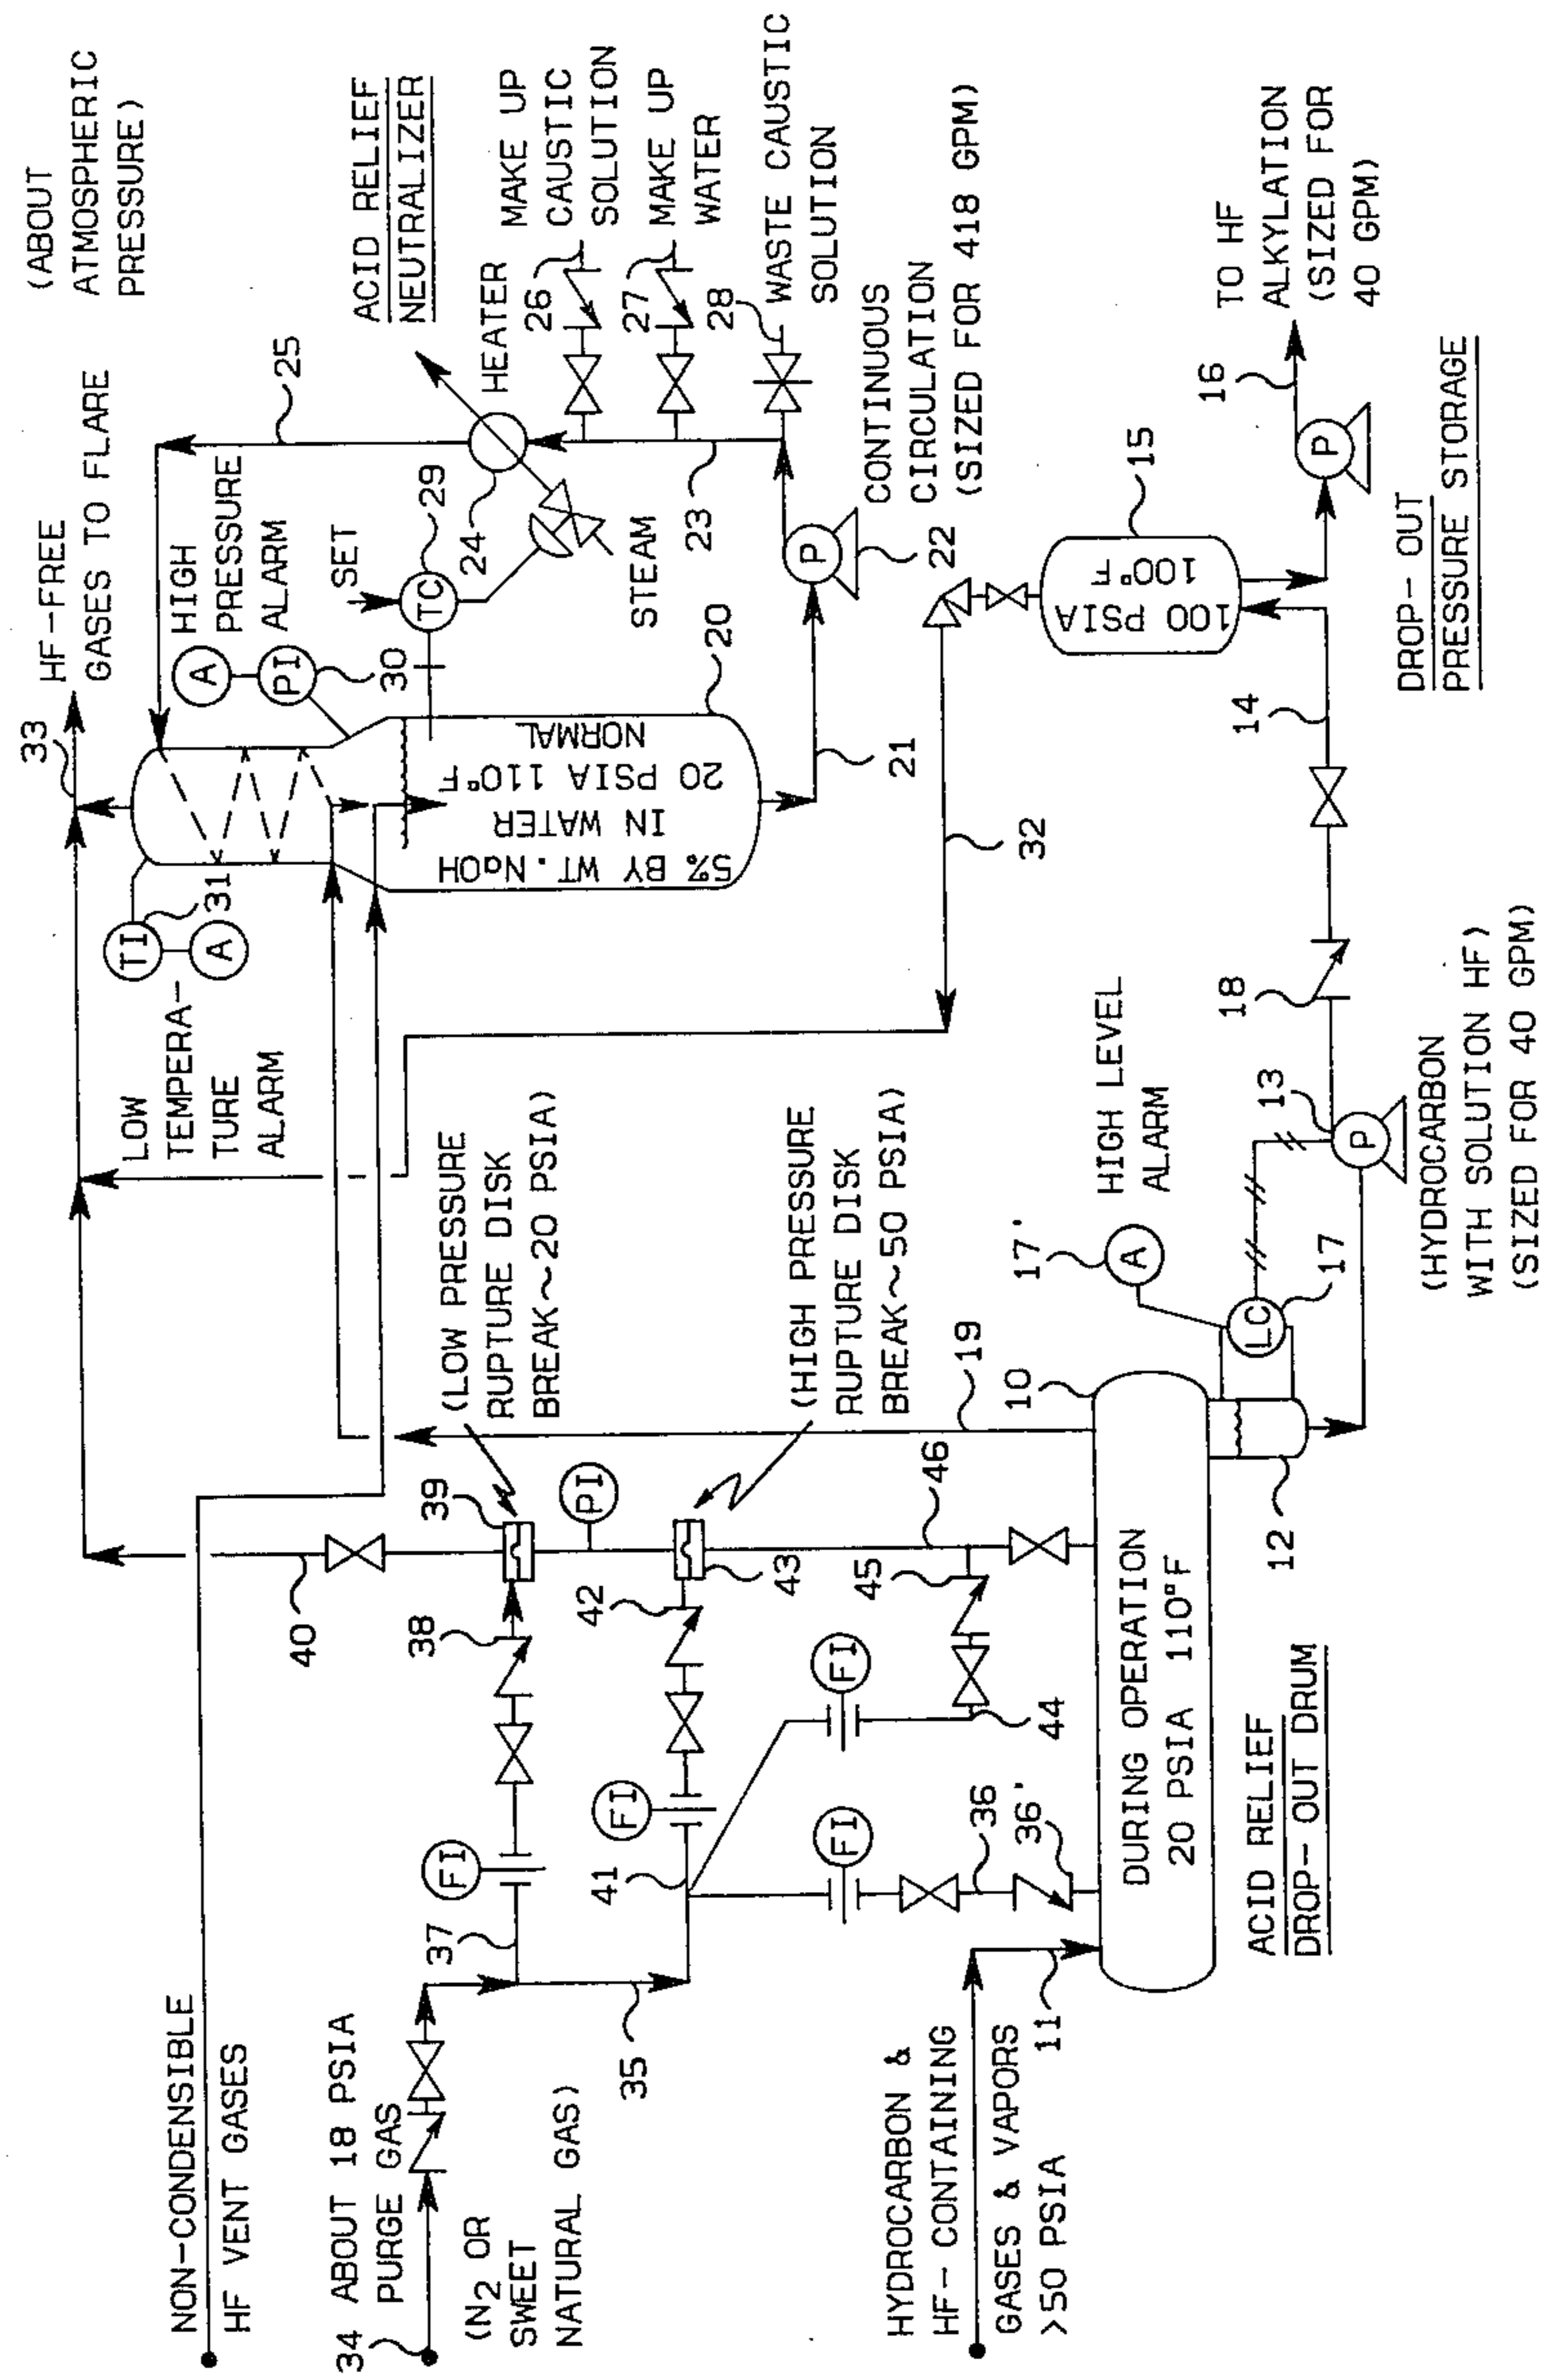 NON-CONDENSIBLE
HF VENT GASES
34
ABOUT 18 PSIA
PURGE GAS
(N2 OR
SWEET
NATURAL GAS)
37
FI
38
39
40
(LOW PRESSURE
RUPTURE DISK
BREAK~20 PSIA)
PI
35
41
FI
42
43
(HIGH PRESSURE
RUPTURE DISK
BREAK~50 PSIA)
FI
FI
36
36'
44
45
46
19
10
HYDROCARBON &
HF-CONTAINING
GASES & VAPORS
>50 PSIA
11
DURING OPERATION
20 PSIA 110°F
ACID RELIEF
DROP-OUT DRUM
12
17'
A
HIGH LEVEL
ALARM
LC
17
13
P
(HYDROCARBON
WITH SOLUTION HF)
(SIZED FOR 40 GPM)
18
14
15
100 PSIA
100°F
DROP-OUT
PRESSURE STORAGE
P
16
TO HF
ALKYLATION
(SIZED FOR
40 GPM)
32
33
HF-FREE
GASES TO FLARE
(ABOUT
ATMOSPHERIC
PRESSURE)
TI
31
A
LOW
TEMPERA-
TURE
ALARM
A
PI
30
HIGH
PRESSURE
ALARM
5% BY WT. NaOH
IN WATER
20 PSIA 110°F
NORMAL
20
21
22
P
CONTINUOUS
CIRCULATION
(SIZED FOR 418 GPM)
23
SET
TC
29
STEAM
24
HEATER
25
ACID RELIEF
NEUTRALIZER
26
MAKE UP
CAUSTIC
SOLUTION
27
MAKE UP
WATER
28
WASTE CAUSTIC
SOLUTION